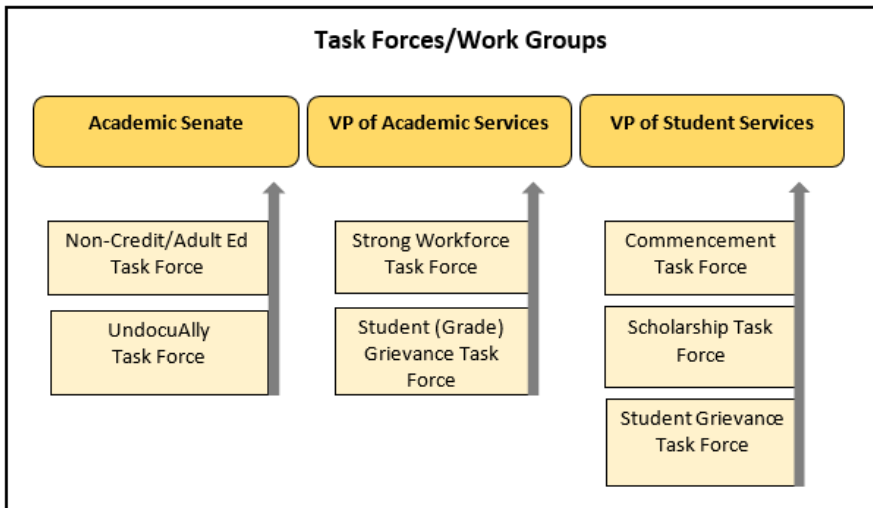 Task Forces/Work Groups
Academic Senate
VP of Academic Services
VP of Student Services
Non-Credit/Adult Ed
Task Force
UndocuAlly
Task Force
Strong Workforce
Task Force
Student (Grade)
Grievance Task
Force
Commencement
Task Force
Scholarship Task
Force
Student Grievance
Task Force